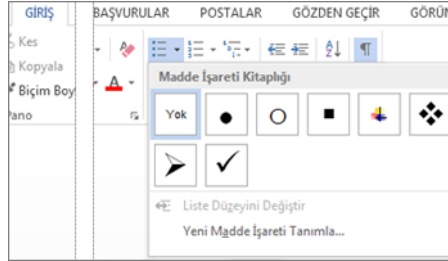 GİRİŞ BAŞVURULAR POSTALAR GÖZDEN GEÇİR
Kes
Kopyala
Biçim Boy
Madde İşareti Kitaplığı
Yok
Liste Düzeyini Değiştir
Yeni Madde İşareti Tanımla...